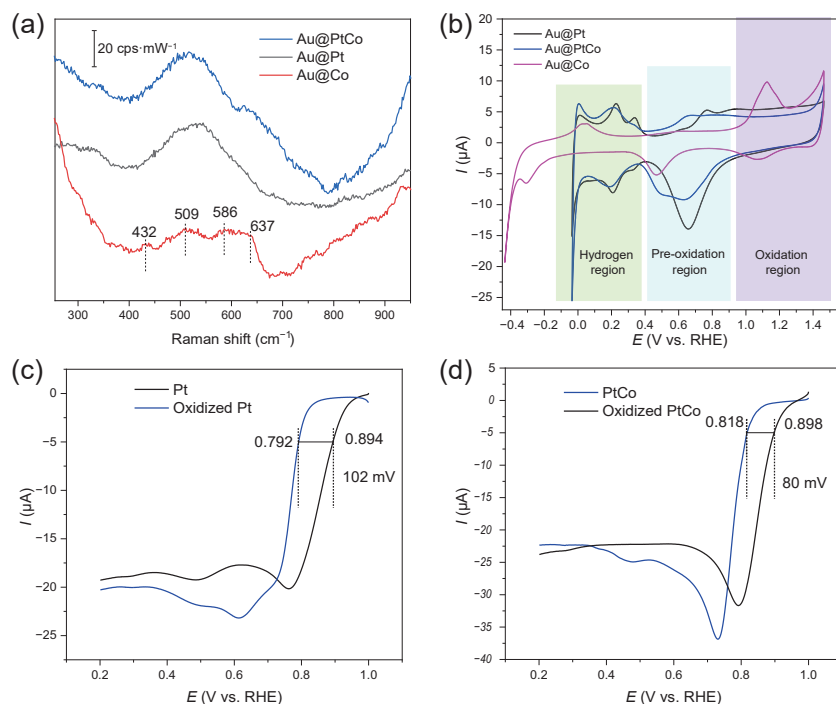 (a)
20 cps·mW⁻¹
Au@PtCo
Au@Pt
Au@Co
432
509
586
637
300 400 500 600 700 800 900
Raman shift (cm⁻¹)
(b)
I (μA)
20
15
10
5
0
−5
−10
−15
−20
−25
Au@Pt
Au@PtCo
Au@Co
Hydrogen
region
Pre-oxidation
region
Oxidation
region
−0.4 −0.2 0.0 0.2 0.4 0.6 0.8 1.0 1.2 1.4
E (V vs. RHE)
(c)
I (μA)
0
−5
−10
−15
−20
−25
Pt
Oxidized Pt
0.792
0.894
102 mV
0.2 0.4 0.6 0.8 1.0
E (V vs. RHE)
(d)
I (μA)
5
0
−5
−10
−15
−20
−25
−30
−35
−40
PtCo
Oxidized PtCo
0.818
0.898
80 mV
0.2 0.4 0.6 0.8 1.0
E (V vs. RHE)